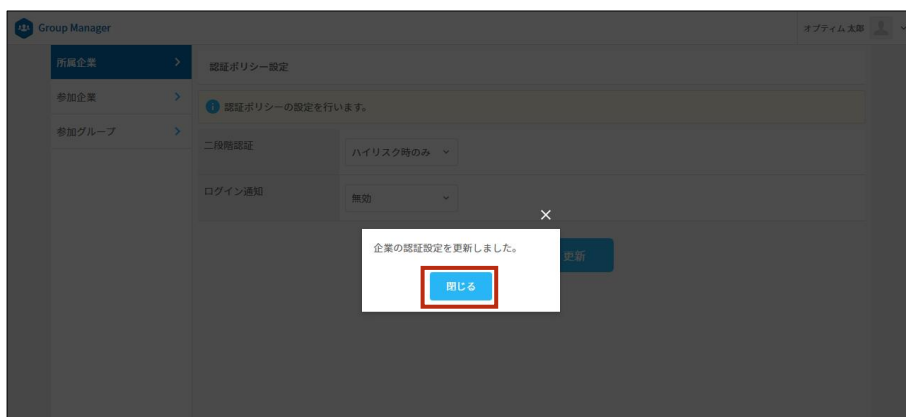 Group Manager
オプティム太郎
所属企業
参加企業
参加グループ
認証ポリシー設定
認証ポリシーの設定を行います。
二段階認証
ハイリスク時のみ
ログイン通知
無効
企業の認証設定を更新しました。
閉じる
更新